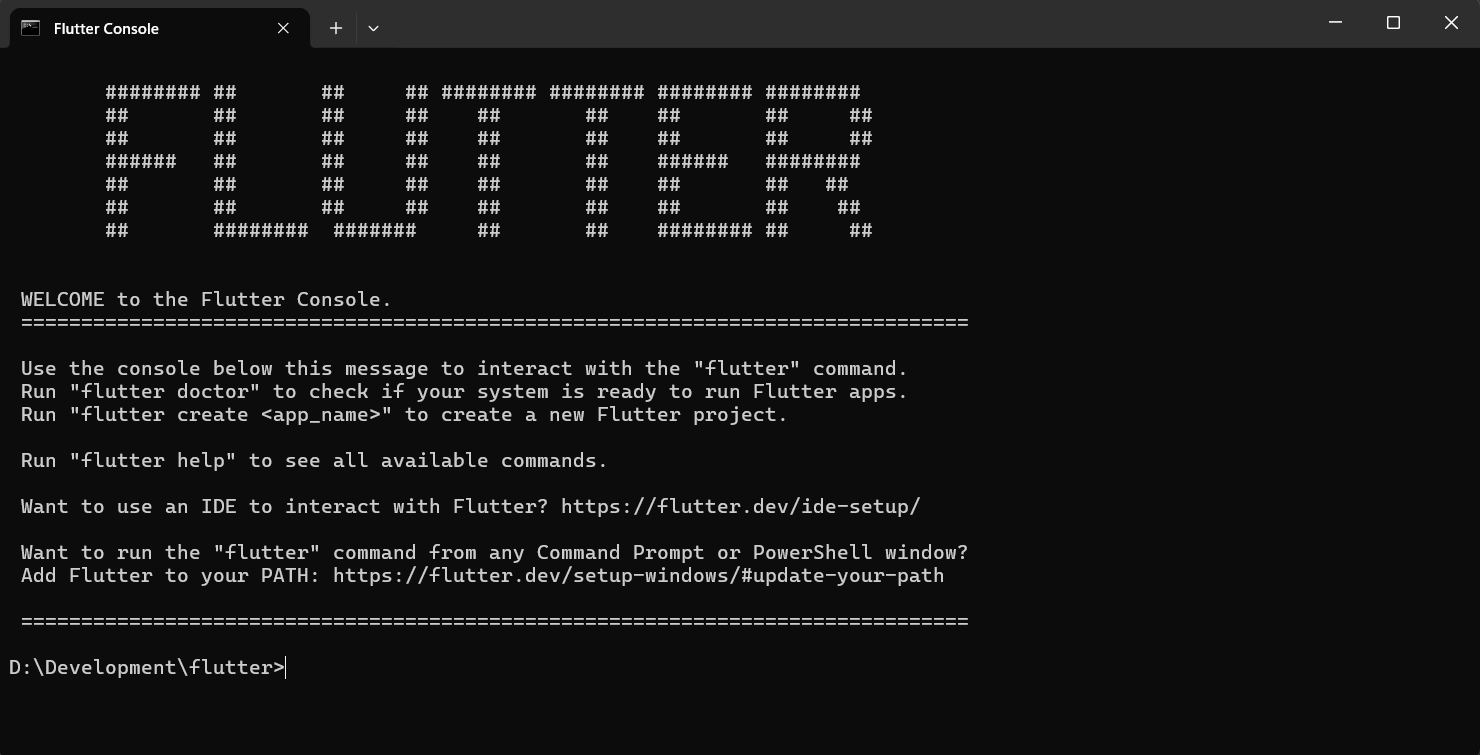 Flutter Console
######## ##       ##     ## ######## ######## ######## ########
##       ##       ##     ##    ##       ##    ##       ##     ##
##       ##       ##     ##    ##       ##    ##       ##     ##
######   ##       ##     ##    ##       ##    ######   ########
##       ##       ##     ##    ##       ##    ##       ##   ##
##       ##       ##     ##    ##       ##    ##       ##    ##
##       ########  #######     ##       ##    ######## ##     ##
WELCOME to the Flutter Console.
===============================================================================
Use the console below this message to interact with the "flutter" command.
Run "flutter doctor" to check if your system is ready to run Flutter apps.
Run "flutter create <app_name>" to create a new Flutter project.
Run "flutter help" to see all available commands.
Want to use an IDE to interact with Flutter? https://flutter.dev/ide-setup/
Want to run the "flutter" command from any Command Prompt or PowerShell window?
Add Flutter to your PATH: https://flutter.dev/setup-windows/#update-your-path
===============================================================================
D:\Development\flutter>